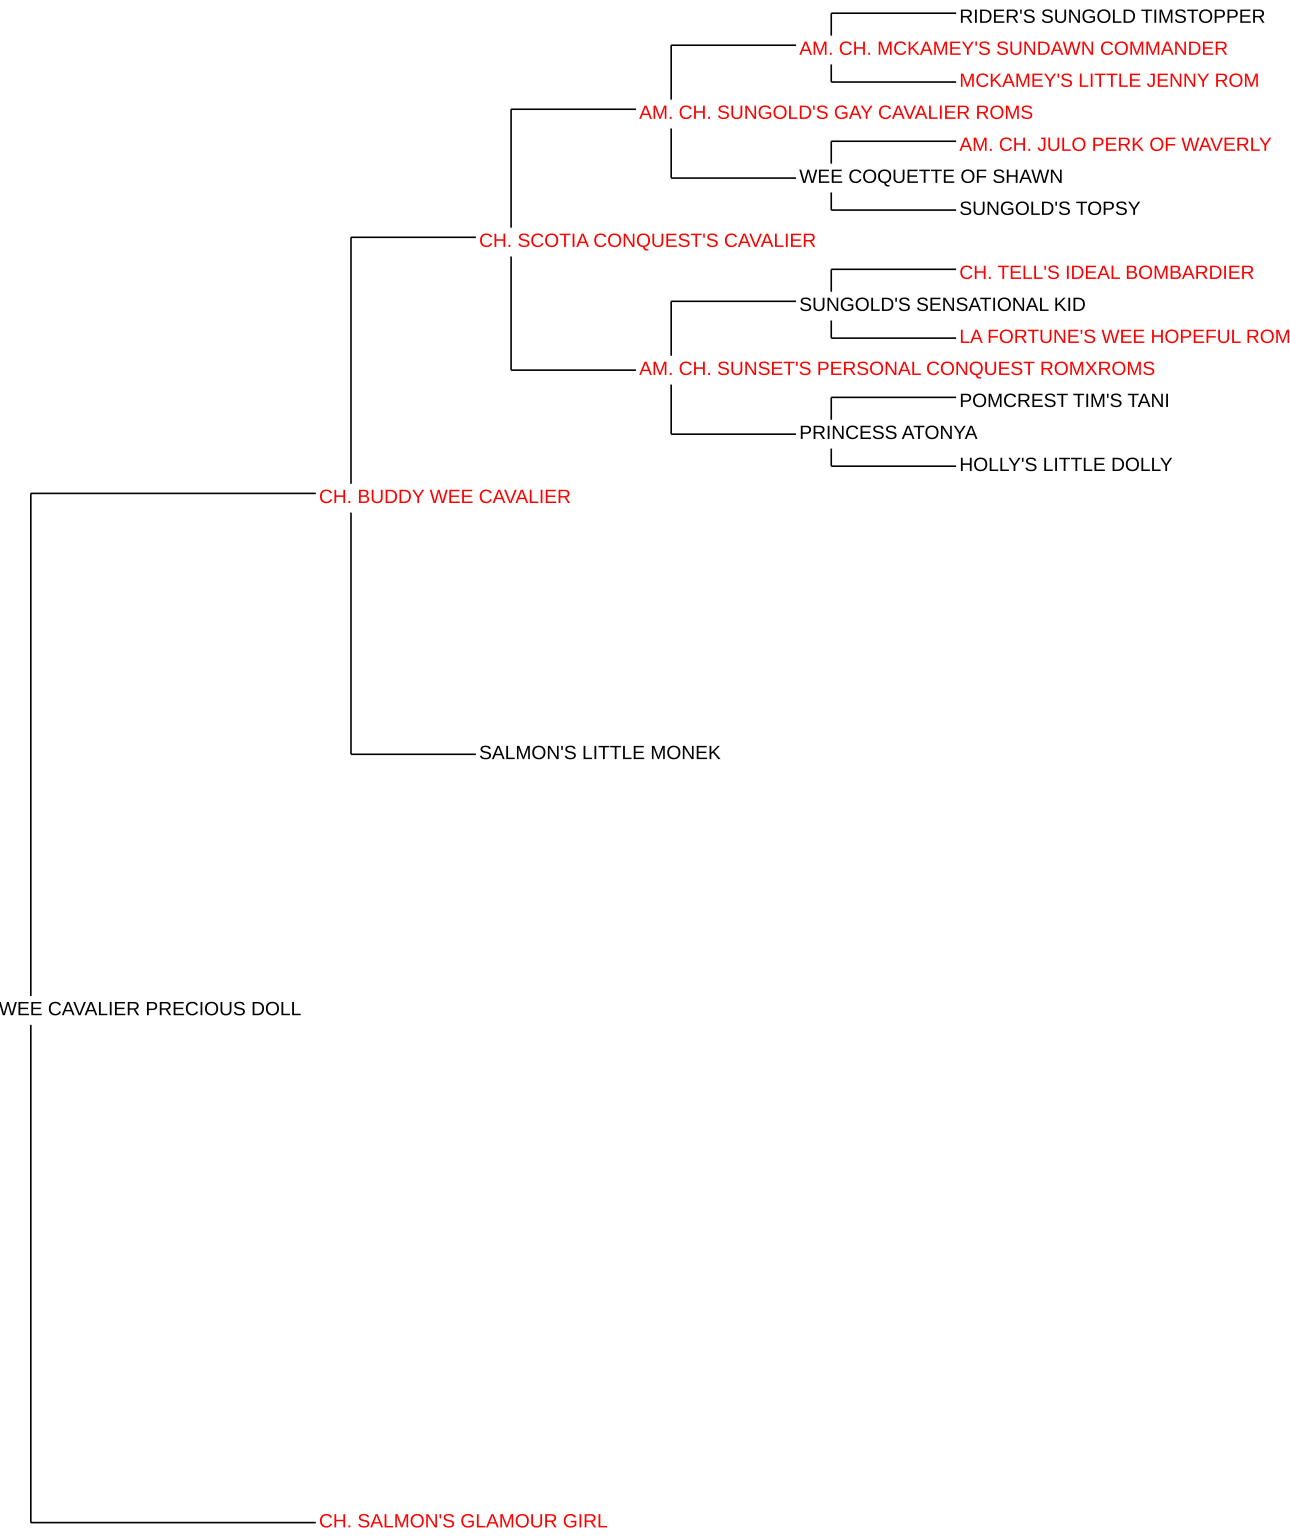 RIDER'S SUNGOLD TIMSTOPPER
AM. CH. MCKAMEY'S SUNDAWN COMMANDER
MCKAMEY'S LITTLE JENNY ROM
AM. CH. SUNGOLD'S GAY CAVALIER ROMS
AM. CH. JULO PERK OF WAVERLY
WEE COQUETTE OF SHAWN
SUNGOLD'S TOPSY
CH. SCOTIA CONQUEST'S CAVALIER
CH. TELL'S IDEAL BOMBARDIER
SUNGOLD'S SENSATIONAL KID
LA FORTUNE'S WEE HOPEFUL ROM
AM. CH. SUNSET'S PERSONAL CONQUEST ROMXROMS
POMCREST TIM'S TANI
PRINCESS ATONYA
HOLLY'S LITTLE DOLLY
CH. BUDDY WEE CAVALIER
SALMON'S LITTLE MONEK
WEE CAVALIER PRECIOUS DOLL
CH. SALMON'S GLAMOUR GIRL